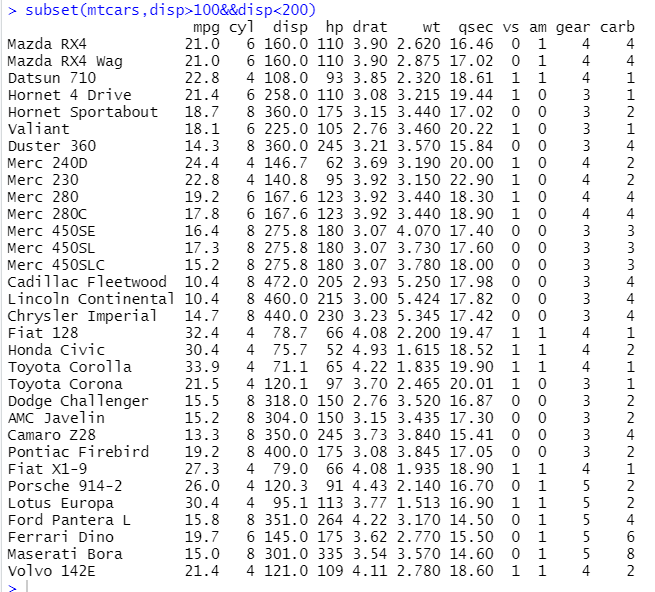 > subset(mtcars,disp>100&&disp<200)
mpg cyl disp hp drat wt qsec vs am gear carb
Mazda RX4 21.0 6 160.0 110 3.90 2.620 16.46 0 1 4 4
Mazda RX4 Wag 21.0 6 160.0 110 3.90 2.875 17.02 0 1 4 4
Datsun 710 22.8 4 108.0 93 3.85 2.320 18.61 1 1 4 1
Hornet 4 Drive 21.4 6 258.0 110 3.08 3.215 19.44 1 0 3 1
Hornet Sportabout 18.7 8 360.0 175 3.15 3.440 17.02 0 0 3 2
Valiant 18.1 6 225.0 105 2.76 3.460 20.22 1 0 3 1
Duster 360 14.3 8 360.0 245 3.21 3.570 15.84 0 0 3 4
Merc 240D 24.4 4 146.7 62 3.69 3.190 20.00 1 0 4 2
Merc 230 22.8 4 140.8 95 3.92 3.150 22.90 1 0 4 2
Merc 280 19.2 6 167.6 123 3.92 3.440 18.30 1 0 4 4
Merc 280C 17.8 6 167.6 123 3.92 3.440 18.90 1 0 4 4
Merc 450SE 16.4 8 275.8 180 3.07 4.070 17.40 0 0 3 3
Merc 450SL 17.3 8 275.8 180 3.07 3.730 17.60 0 0 3 3
Merc 450SLC 15.2 8 275.8 180 3.07 3.780 18.00 0 0 3 3
Cadillac Fleetwood 10.4 8 472.0 205 2.93 5.250 17.98 0 0 3 4
Lincoln Continental 10.4 8 460.0 215 3.00 5.424 17.82 0 0 3 4
Chrysler Imperial 14.7 8 440.0 230 3.23 5.345 17.42 0 0 3 4
Fiat 128 32.4 4 78.7 66 4.08 2.200 19.47 1 1 4 1
Honda Civic 30.4 4 75.7 52 4.93 1.615 18.52 1 1 4 2
Toyota Corolla 33.9 4 71.1 65 4.22 1.835 19.90 1 1 4 1
Toyota Corona 21.5 4 120.1 97 3.70 2.465 20.01 1 0 3 1
Dodge Challenger 15.5 8 318.0 150 2.76 3.520 16.87 0 0 3 2
AMC Javelin 15.2 8 304.0 150 3.15 3.435 17.30 0 0 3 2
Camaro Z28 13.3 8 350.0 245 3.73 3.840 15.41 0 0 3 4
Pontiac Firebird 19.2 8 400.0 175 3.08 3.845 17.05 0 0 3 2
Fiat X1-9 27.3 4 79.0 66 4.08 1.935 18.90 1 1 4 1
Porsche 914-2 26.0 4 120.3 91 4.43 2.140 16.70 0 1 5 2
Lotus Europa 30.4 4 95.1 113 3.77 1.513 16.90 1 1 5 2
Ford Pantera L 15.8 8 351.0 264 4.22 3.170 14.50 0 1 5 4
Ferrari Dino 19.7 6 145.0 175 3.62 2.770 15.50 0 1 5 6
Maserati Bora 15.0 8 301.0 335 3.54 3.570 14.60 0 1 5 8
Volvo 142E 21.4 4 121.0 109 4.11 2.780 18.60 1 1 4 2
>